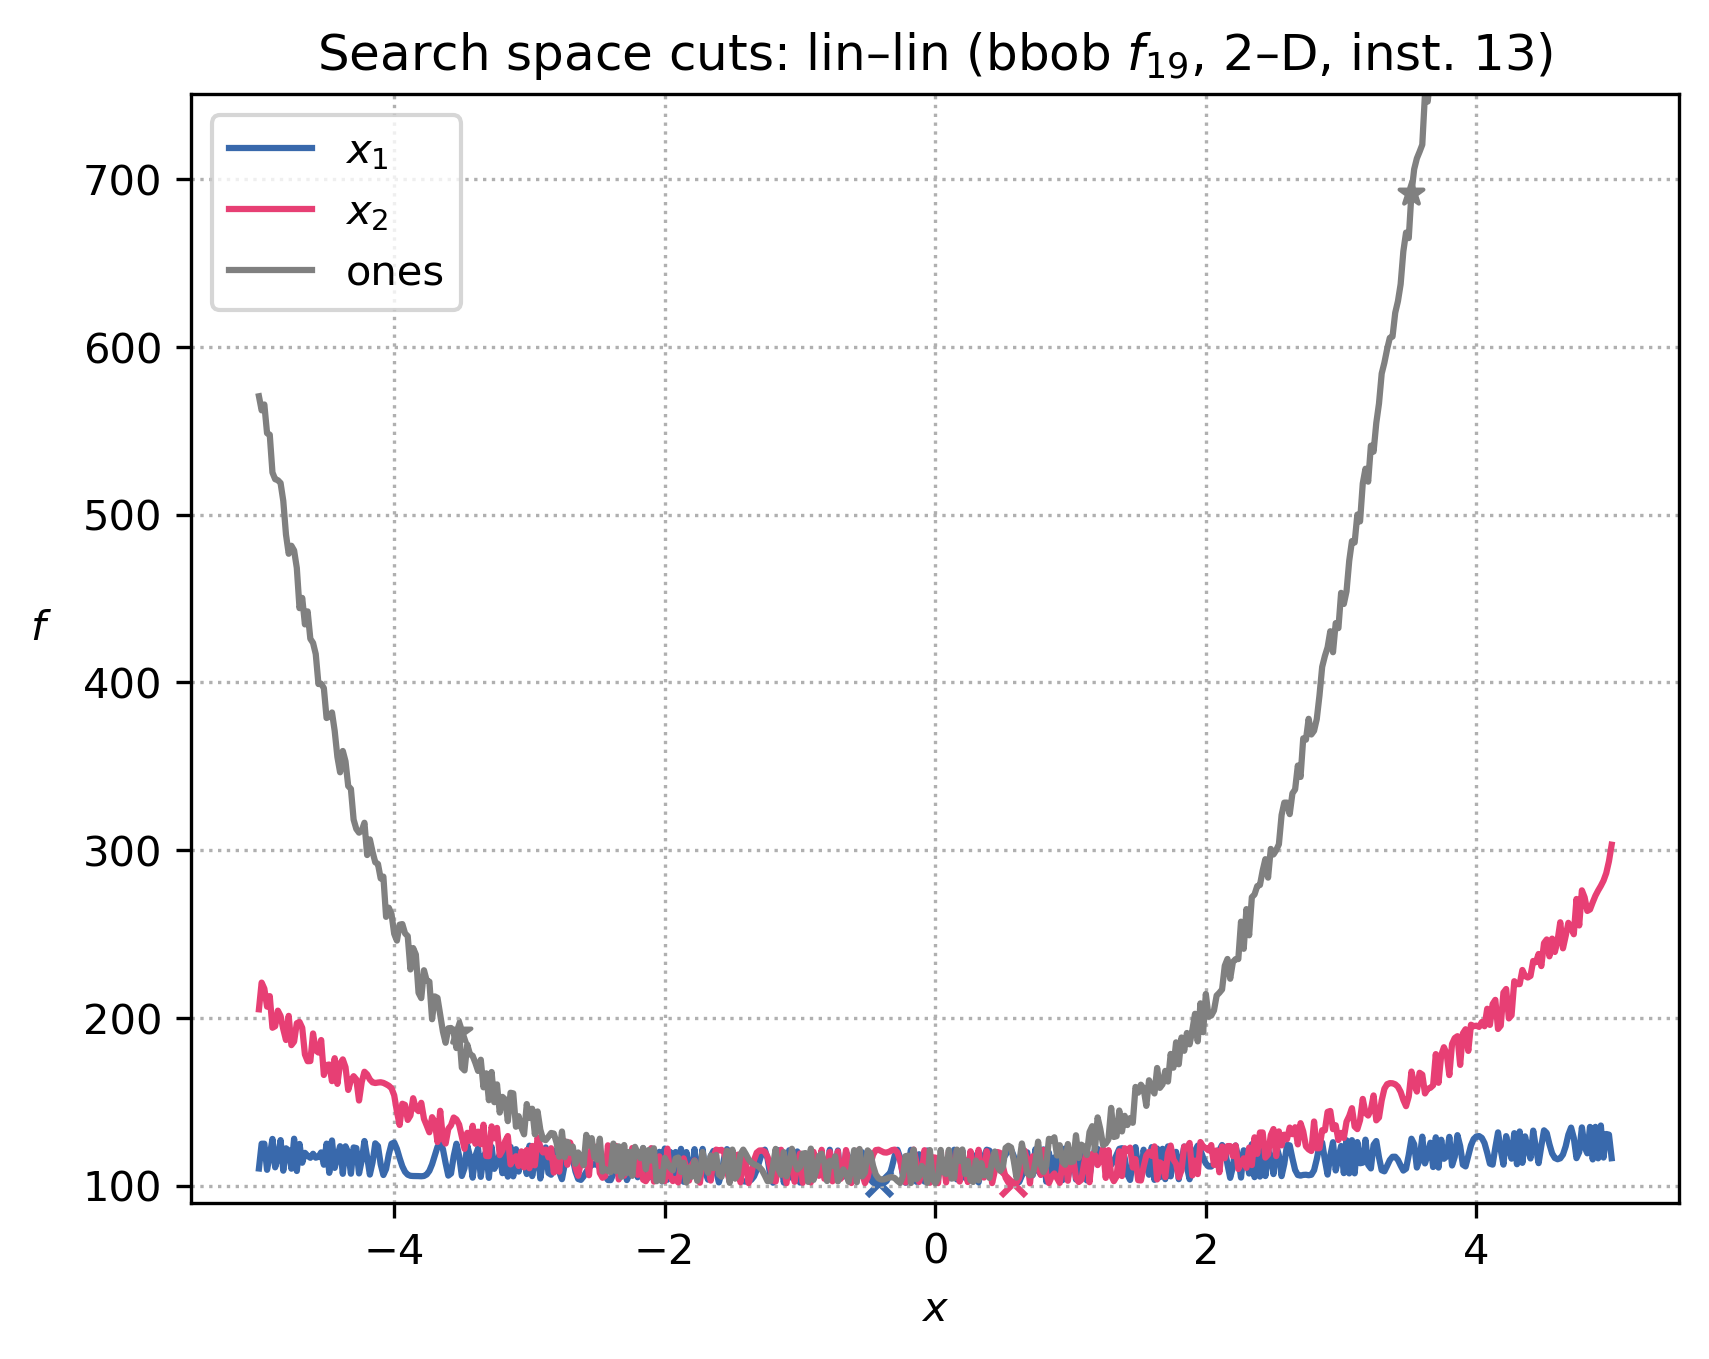 Search space cuts: lin–lin (bbob f19, 2–D, inst. 13)
x1
x2
ones
700
600
500
400
300
200
100
f
−4 −2 0 2 4
x